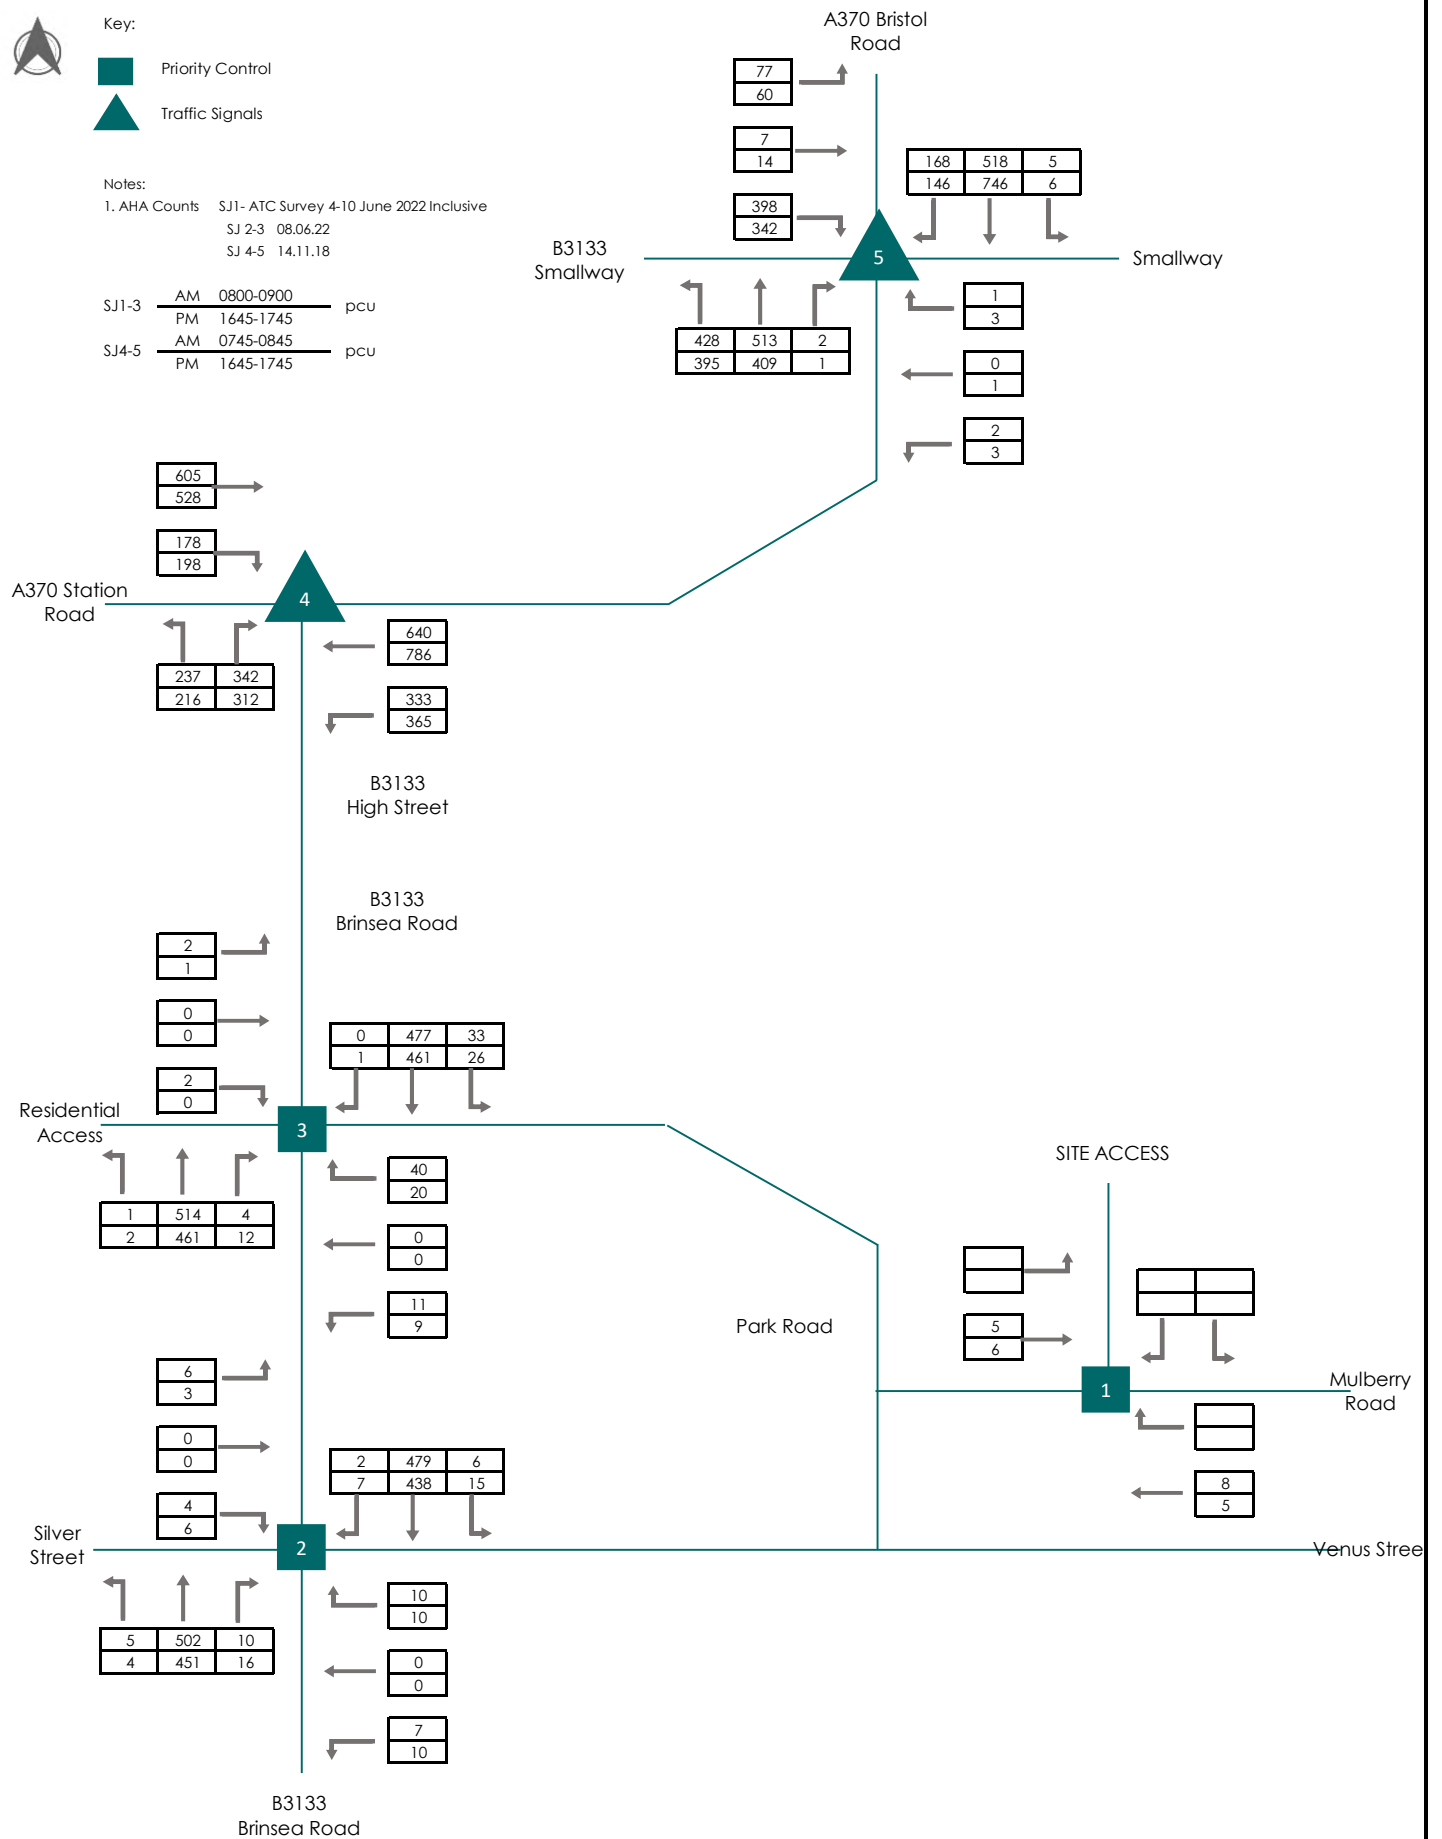 Key:
Priority Control
Traffic Signals
Notes:
1. AHA Counts SJ1- ATC Survey 4-10 June 2022 Inclusive
SJ 2-3 08.06.22
SJ 4-5 14.11.18
SJ1-3 AM 0800-0900 pcu
PM 1645-1745
SJ4-5 AM 0745-0845 pcu
PM 1645-1745
A370 Bristol
Road
77
60
7
14
398
342
168 518 5
146 746 6
B3133
Smallway
5
Smallway
428 513 2
395 409 1
1
3
0
1
2
3
605
528
178
198
A370 Station
Road
4
237 342
216 312
640
786
333
365
B3133
High Street
B3133
Brinsea Road
2
1
0
0
2
0
0 477 33
1 461 26
Residential
Access
3
1 514 4
2 461 12
40
20
0
0
11
9
SITE ACCESS
Park Road
5
6
1
Mulberry
Road
8
5
6
3
0
0
4
6
2 479 6
7 438 15
Silver
Street
2
Venus Stree
5 502 10
4 451 16
10
10
0
0
7
10
B3133
Brinsea Road